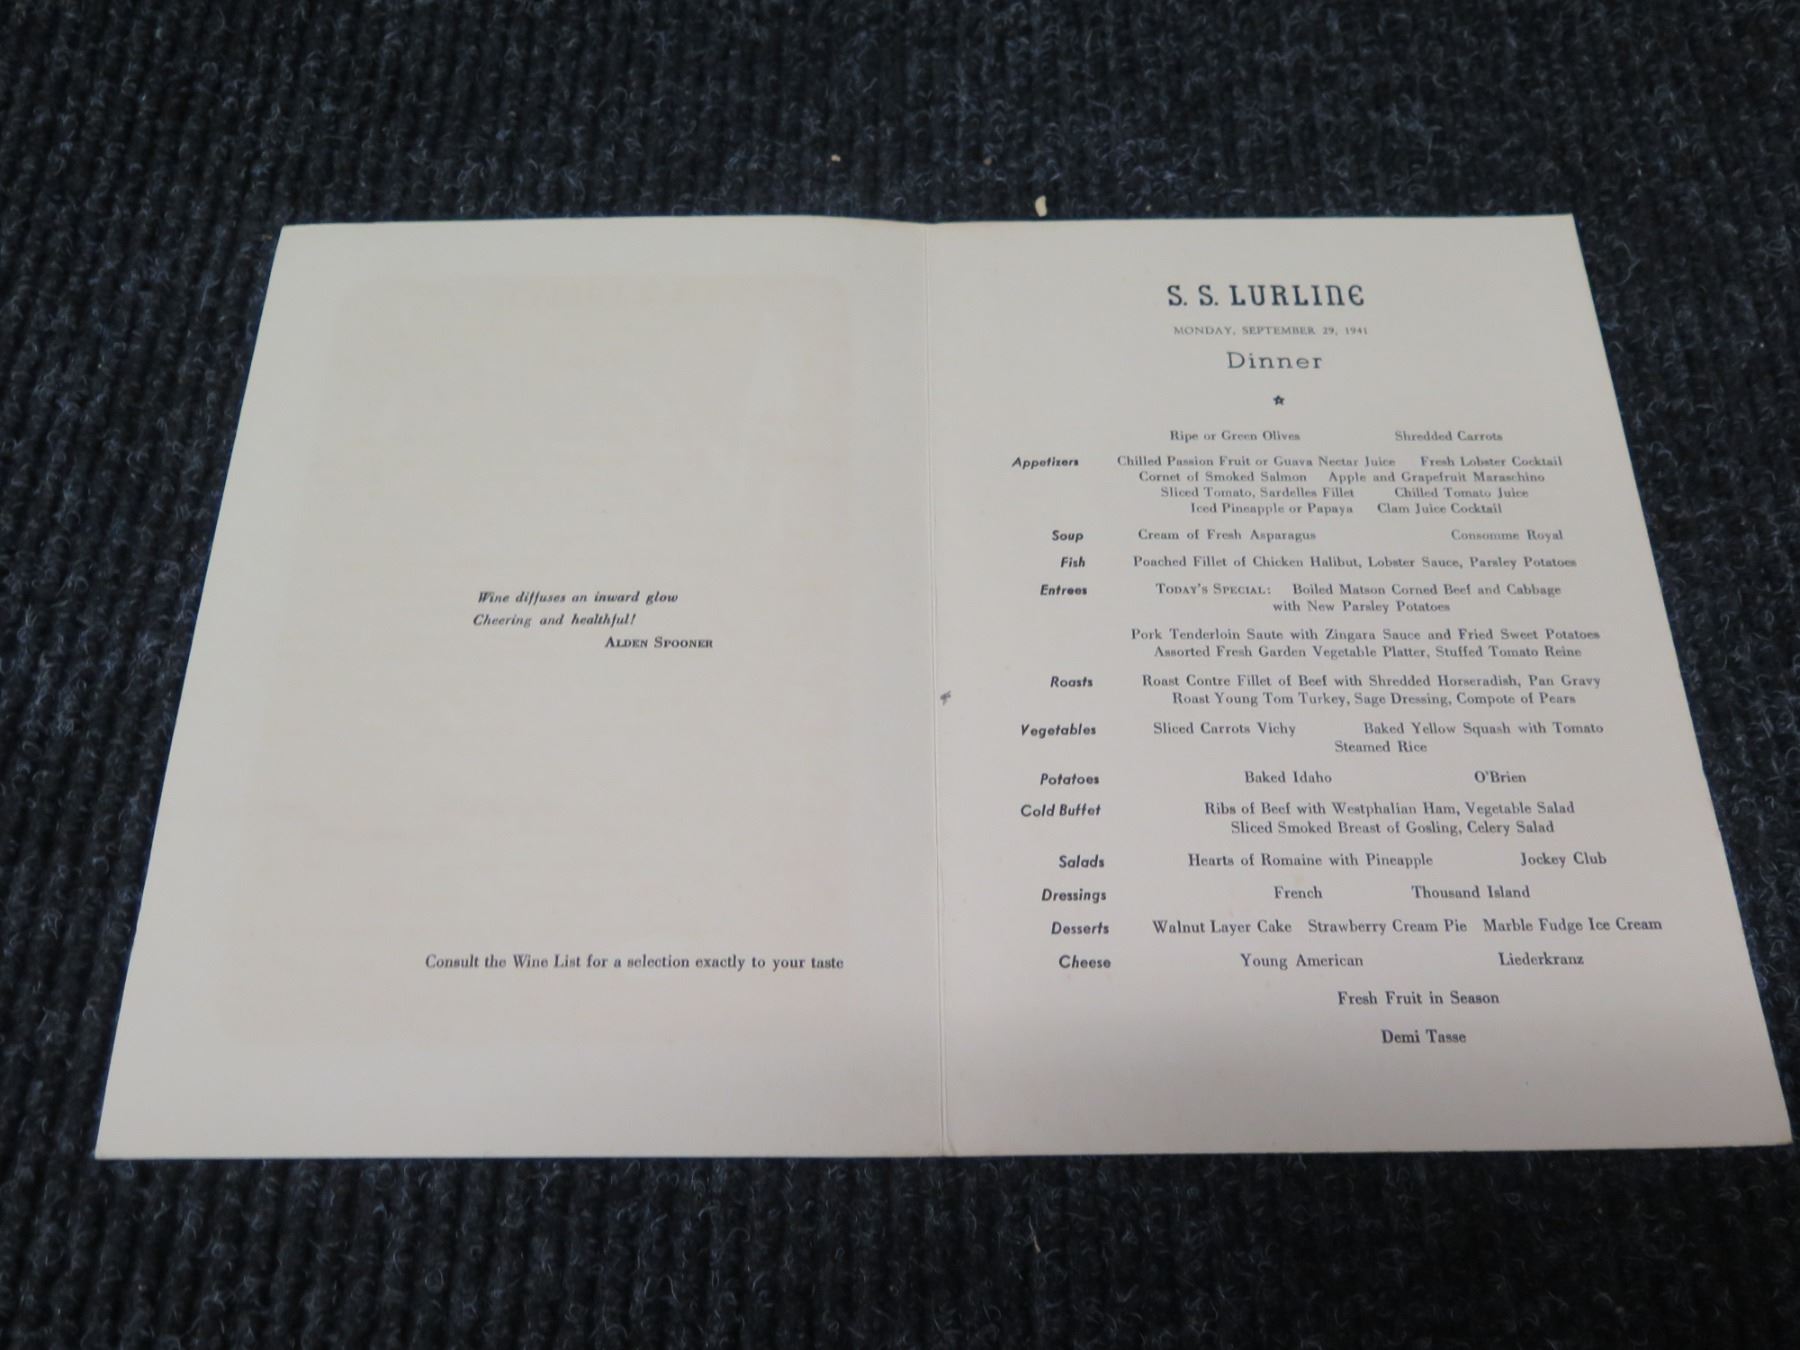 Wine diffuses an inward glow
Cheering and healthful!
ALDEN SPOONER
Consult the Wine List for a selection exactly to your taste
S. S. LURLINE
MONDAY, SEPTEMBER 29, 1941
Dinner
Ripe or Green Olives Shredded Carrots
Appetizers Chilled Passion Fruit or Guava Nectar Juice Fresh Lobster Cocktail
Cornet of Smoked Salmon Apple and Grapefruit Maraschino
Sliced Tomato, Sardelles Fillet Chilled Tomato Juice
Iced Pineapple or Papaya Clam Juice Cocktail
Soup Cream of Fresh Asparagus Consomme Royal
Fish Poached Fillet of Chicken Halibut, Lobster Sauce, Parsley Potatoes
Entrees TODAY'S SPECIAL: Boiled Matson Corned Beef and Cabbage
with New Parsley Potatoes
Pork Tenderloin Saute with Zingara Sauce and Fried Sweet Potatoes
Assorted Fresh Garden Vegetable Platter, Stuffed Tomato Reine
Roasts Roast Contre Fillet of Beef with Shredded Horseradish, Pan Gravy
Roast Young Tom Turkey, Sage Dressing, Compote of Pears
Vegetables Sliced Carrots Vichy Baked Yellow Squash with Tomato
Steamed Rice
Potatoes Baked Idaho O'Brien
Cold Buffet Ribs of Beef with Westphalian Ham, Vegetable Salad
Sliced Smoked Breast of Gosling, Celery Salad
Salads Hearts of Romaine with Pineapple Jockey Club
Dressings French Thousand Island
Desserts Walnut Layer Cake Strawberry Cream Pie Marble Fudge Ice Cream
Cheese Young American Liederkranz
Fresh Fruit in Season
Demi Tasse